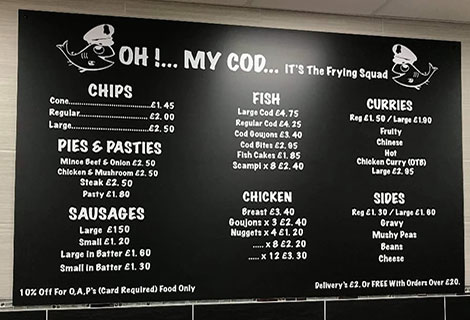 OH !... MY COD... IT'S The Frying Squad
CHIPS
Cone.....................£1.45
Regular..................£2.00
Large.....................£2.50
PIES & PASTIES
Mince Beef & Onion £2.50
Chicken & Mushroom £2.50
Steak £2.50
Pasty £1.80
SAUSAGES
Large £150
Small £1.20
Large in Batter £1.60
Small in Batter £1.30
FISH
Large Cod £4.75
Regular Cod £4.25
Cod Goujons £3.40
Cod Bites £2.95
Fish Cakes £1.85
Scampi x 8 £2.40
CHICKEN
Breast £3.40
Goujons x 3 £2.40
Nuggets x 4 £1.20
..... x 8 £2.20
..... x 12 £3.30
CURRIES
Reg £1.50 / Large £1.90
Fruity
Chinese
Hot
Chicken Curry (OTB)
Large £2.95
SIDES
Reg £1.30 / Large £1.60
Gravy
Mushy Peas
Beans
Cheese
10% Off For O,A,P's (Card Required) Food Only
Delivery's £2. Or FREE With Orders Over £20.